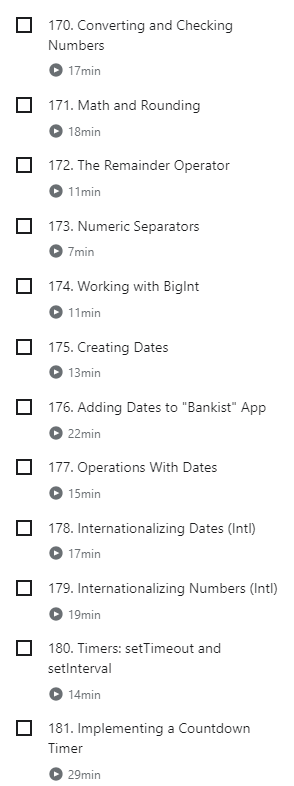 170. Converting and Checking
Numbers
17min
171. Math and Rounding
18min
172. The Remainder Operator
11min
173. Numeric Separators
7min
174. Working with BigInt
11min
175. Creating Dates
13min
176. Adding Dates to "Bankist" App
22min
177. Operations With Dates
15min
178. Internationalizing Dates (Intl)
17min
179. Internationalizing Numbers (Intl)
19min
180. Timers: setTimeout and
setInterval
14min
181. Implementing a Countdown
Timer
29min